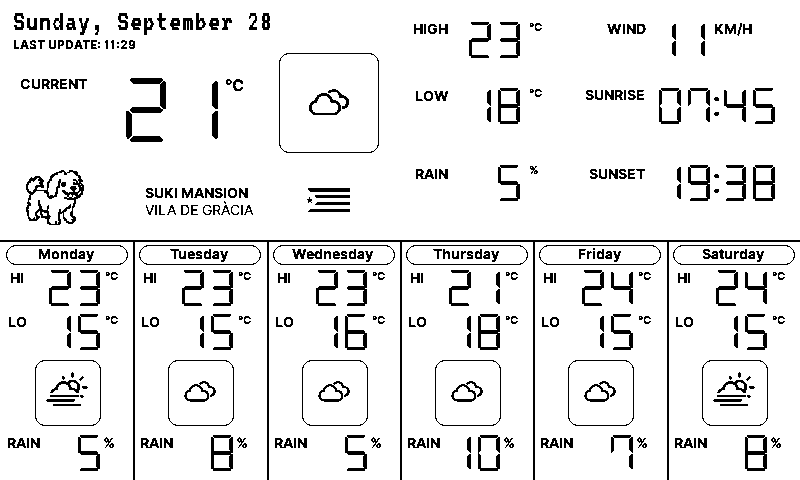 Sunday, September 28
LAST UPDATE: 11:29
CURRENT 21 °C
HIGH 23 °C
WIND 11 KM/H
LOW 18 °C
SUNRISE 07:45
RAIN 5 %
SUNSET 19:38
SUKI MANSION
VILA DE GRÀCIA
Monday
HI 23 °C
LO 15 °C
RAIN 5 %
Tuesday
HI 23 °C
LO 15 °C
RAIN 8 %
Wednesday
HI 23 °C
LO 16 °C
RAIN 5 %
Thursday
HI 21 °C
LO 18 °C
RAIN 10 %
Friday
HI 24 °C
LO 15 °C
RAIN 7 %
Saturday
HI 24 °C
LO 15 °C
RAIN 8 %